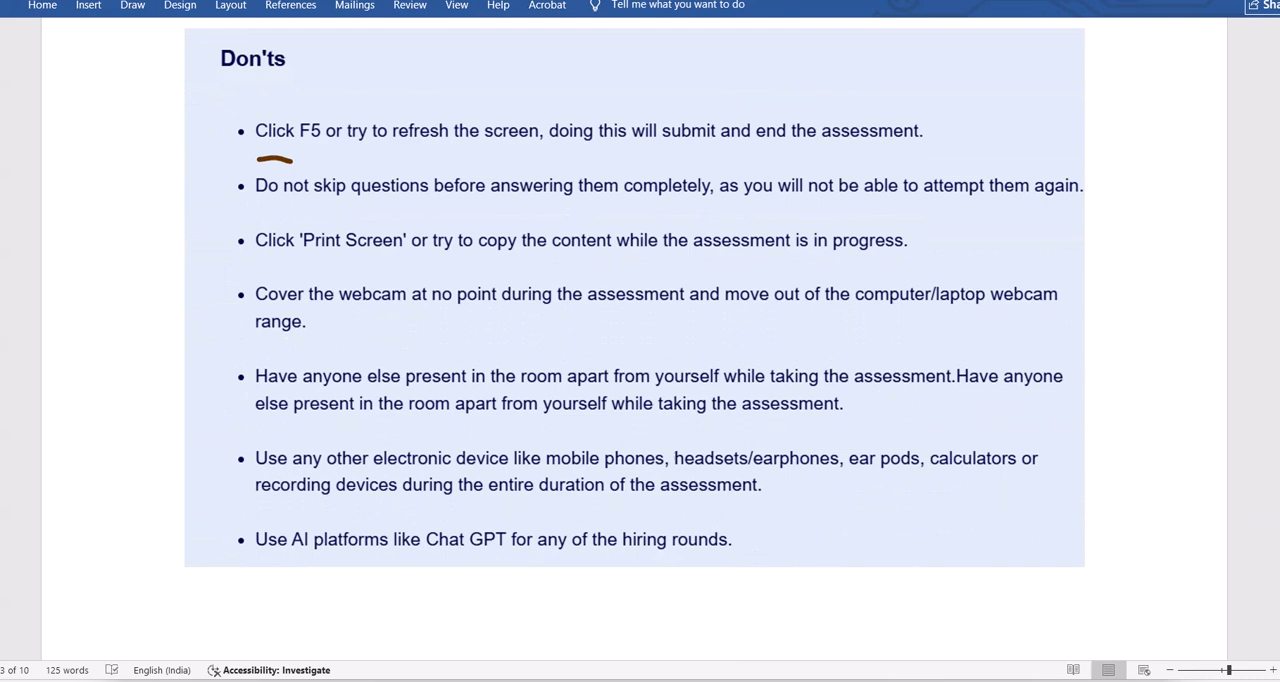 Home Insert Draw Design Layout References Mailings Review View Help Acrobat Tell me what you want to do Sha
Don'ts
• Click F5 or try to refresh the screen, doing this will submit and end the assessment.
• Do not skip questions before answering them completely, as you will not be able to attempt them again.
• Click 'Print Screen' or try to copy the content while the assessment is in progress.
• Cover the webcam at no point during the assessment and move out of the computer/laptop webcam
range.
• Have anyone else present in the room apart from yourself while taking the assessment.Have anyone
else present in the room apart from yourself while taking the assessment.
• Use any other electronic device like mobile phones, headsets/earphones, ear pods, calculators or
recording devices during the entire duration of the assessment.
• Use AI platforms like Chat GPT for any of the hiring rounds.
3 of 10 125 words English (India) Accessibility: Investigate